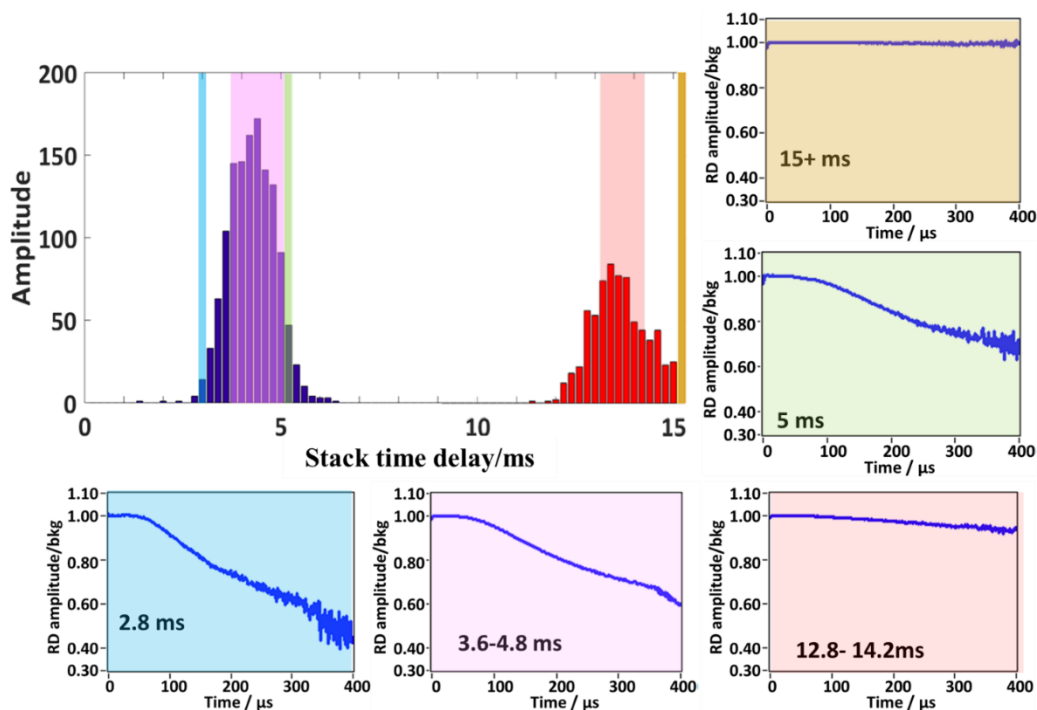 200
150
100
50
0
Amplitude
0 5 10 15
Stack time delay/ms
1.10
1.00
0.80
0.60
0.40
0.30
RD amplitude/bkg
15+ ms
0 100 200 300 400
Time / µs
1.10
1.00
0.80
0.60
0.40
0.30
RD amplitude/bkg
5 ms
0 100 200 300 400
Time / µs
1.10
1.00
0.80
0.60
0.40
0.30
RD amplitude/bkg
2.8 ms
0 100 200 300 400
Time / µs
1.10
1.00
0.80
0.60
0.40
0.30
RD amplitude/bkg
3.6-4.8 ms
0 100 200 300 400
Time / µs
1.10
1.00
0.80
0.60
0.40
0.30
RD amplitude/bkg
12.8- 14.2ms
0 100 200 300 400
Time / µs